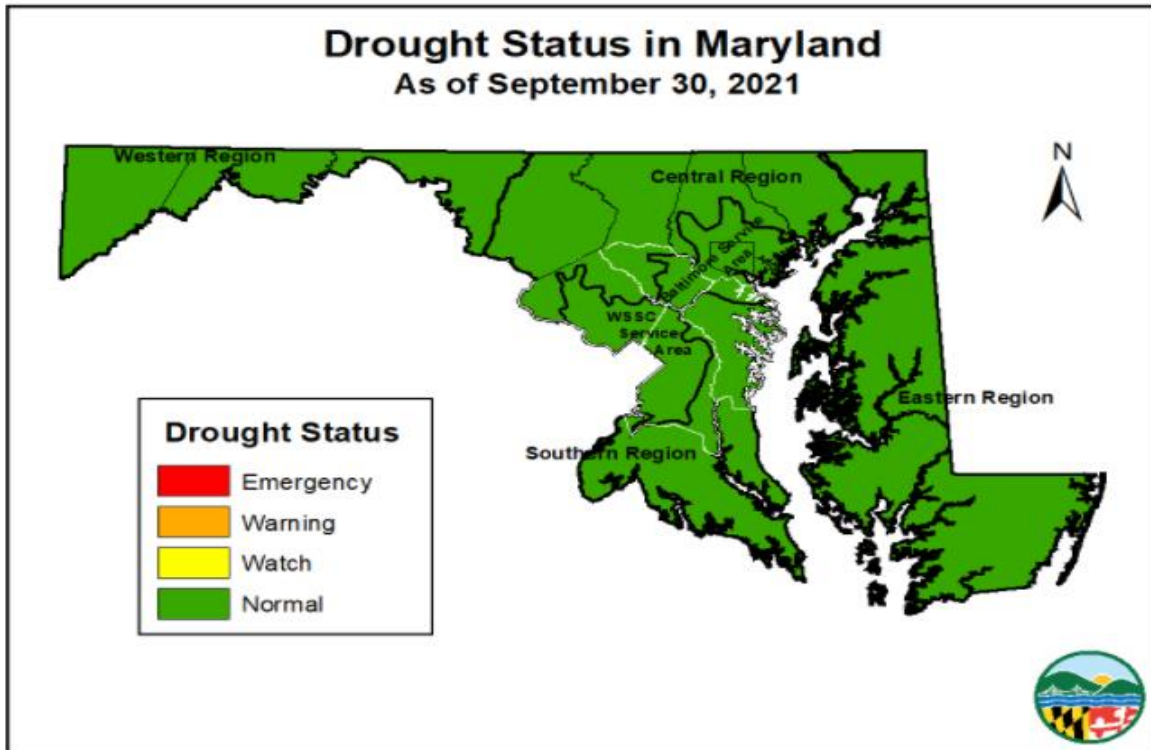 Drought Status in Maryland
As of September 30, 2021
Western Region
Central Region
N
Baltimore Service
Area
WSSC
Service
Area
Eastern Region
Southern Region
Drought Status
Emergency
Warning
Watch
Normal